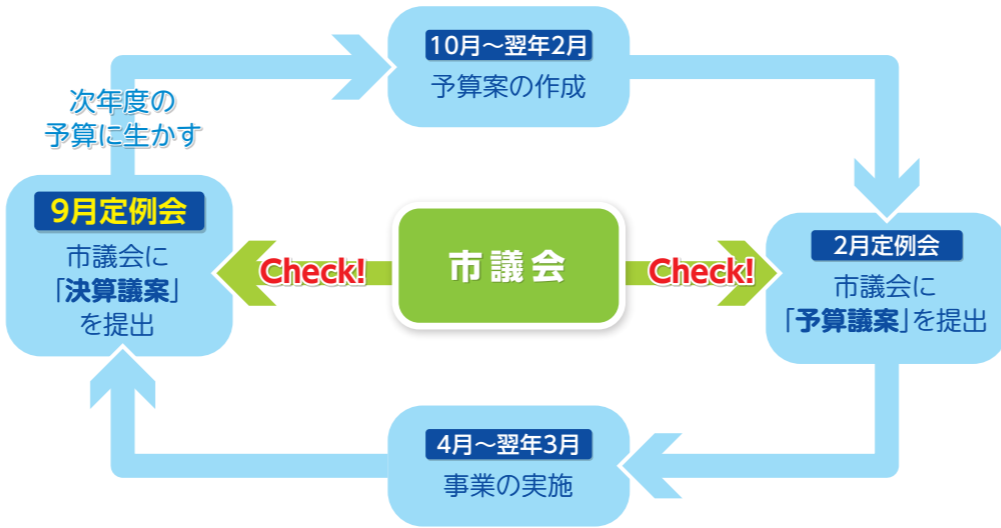 10月～翌年2月
予算案の作成
次年度の
予算に生かす
9月定例会
市議会に
「決算議案」
を提出
Check!
市議会
Check!
2月定例会
市議会に
「予算議案」を提出
4月～翌年3月
事業の実施